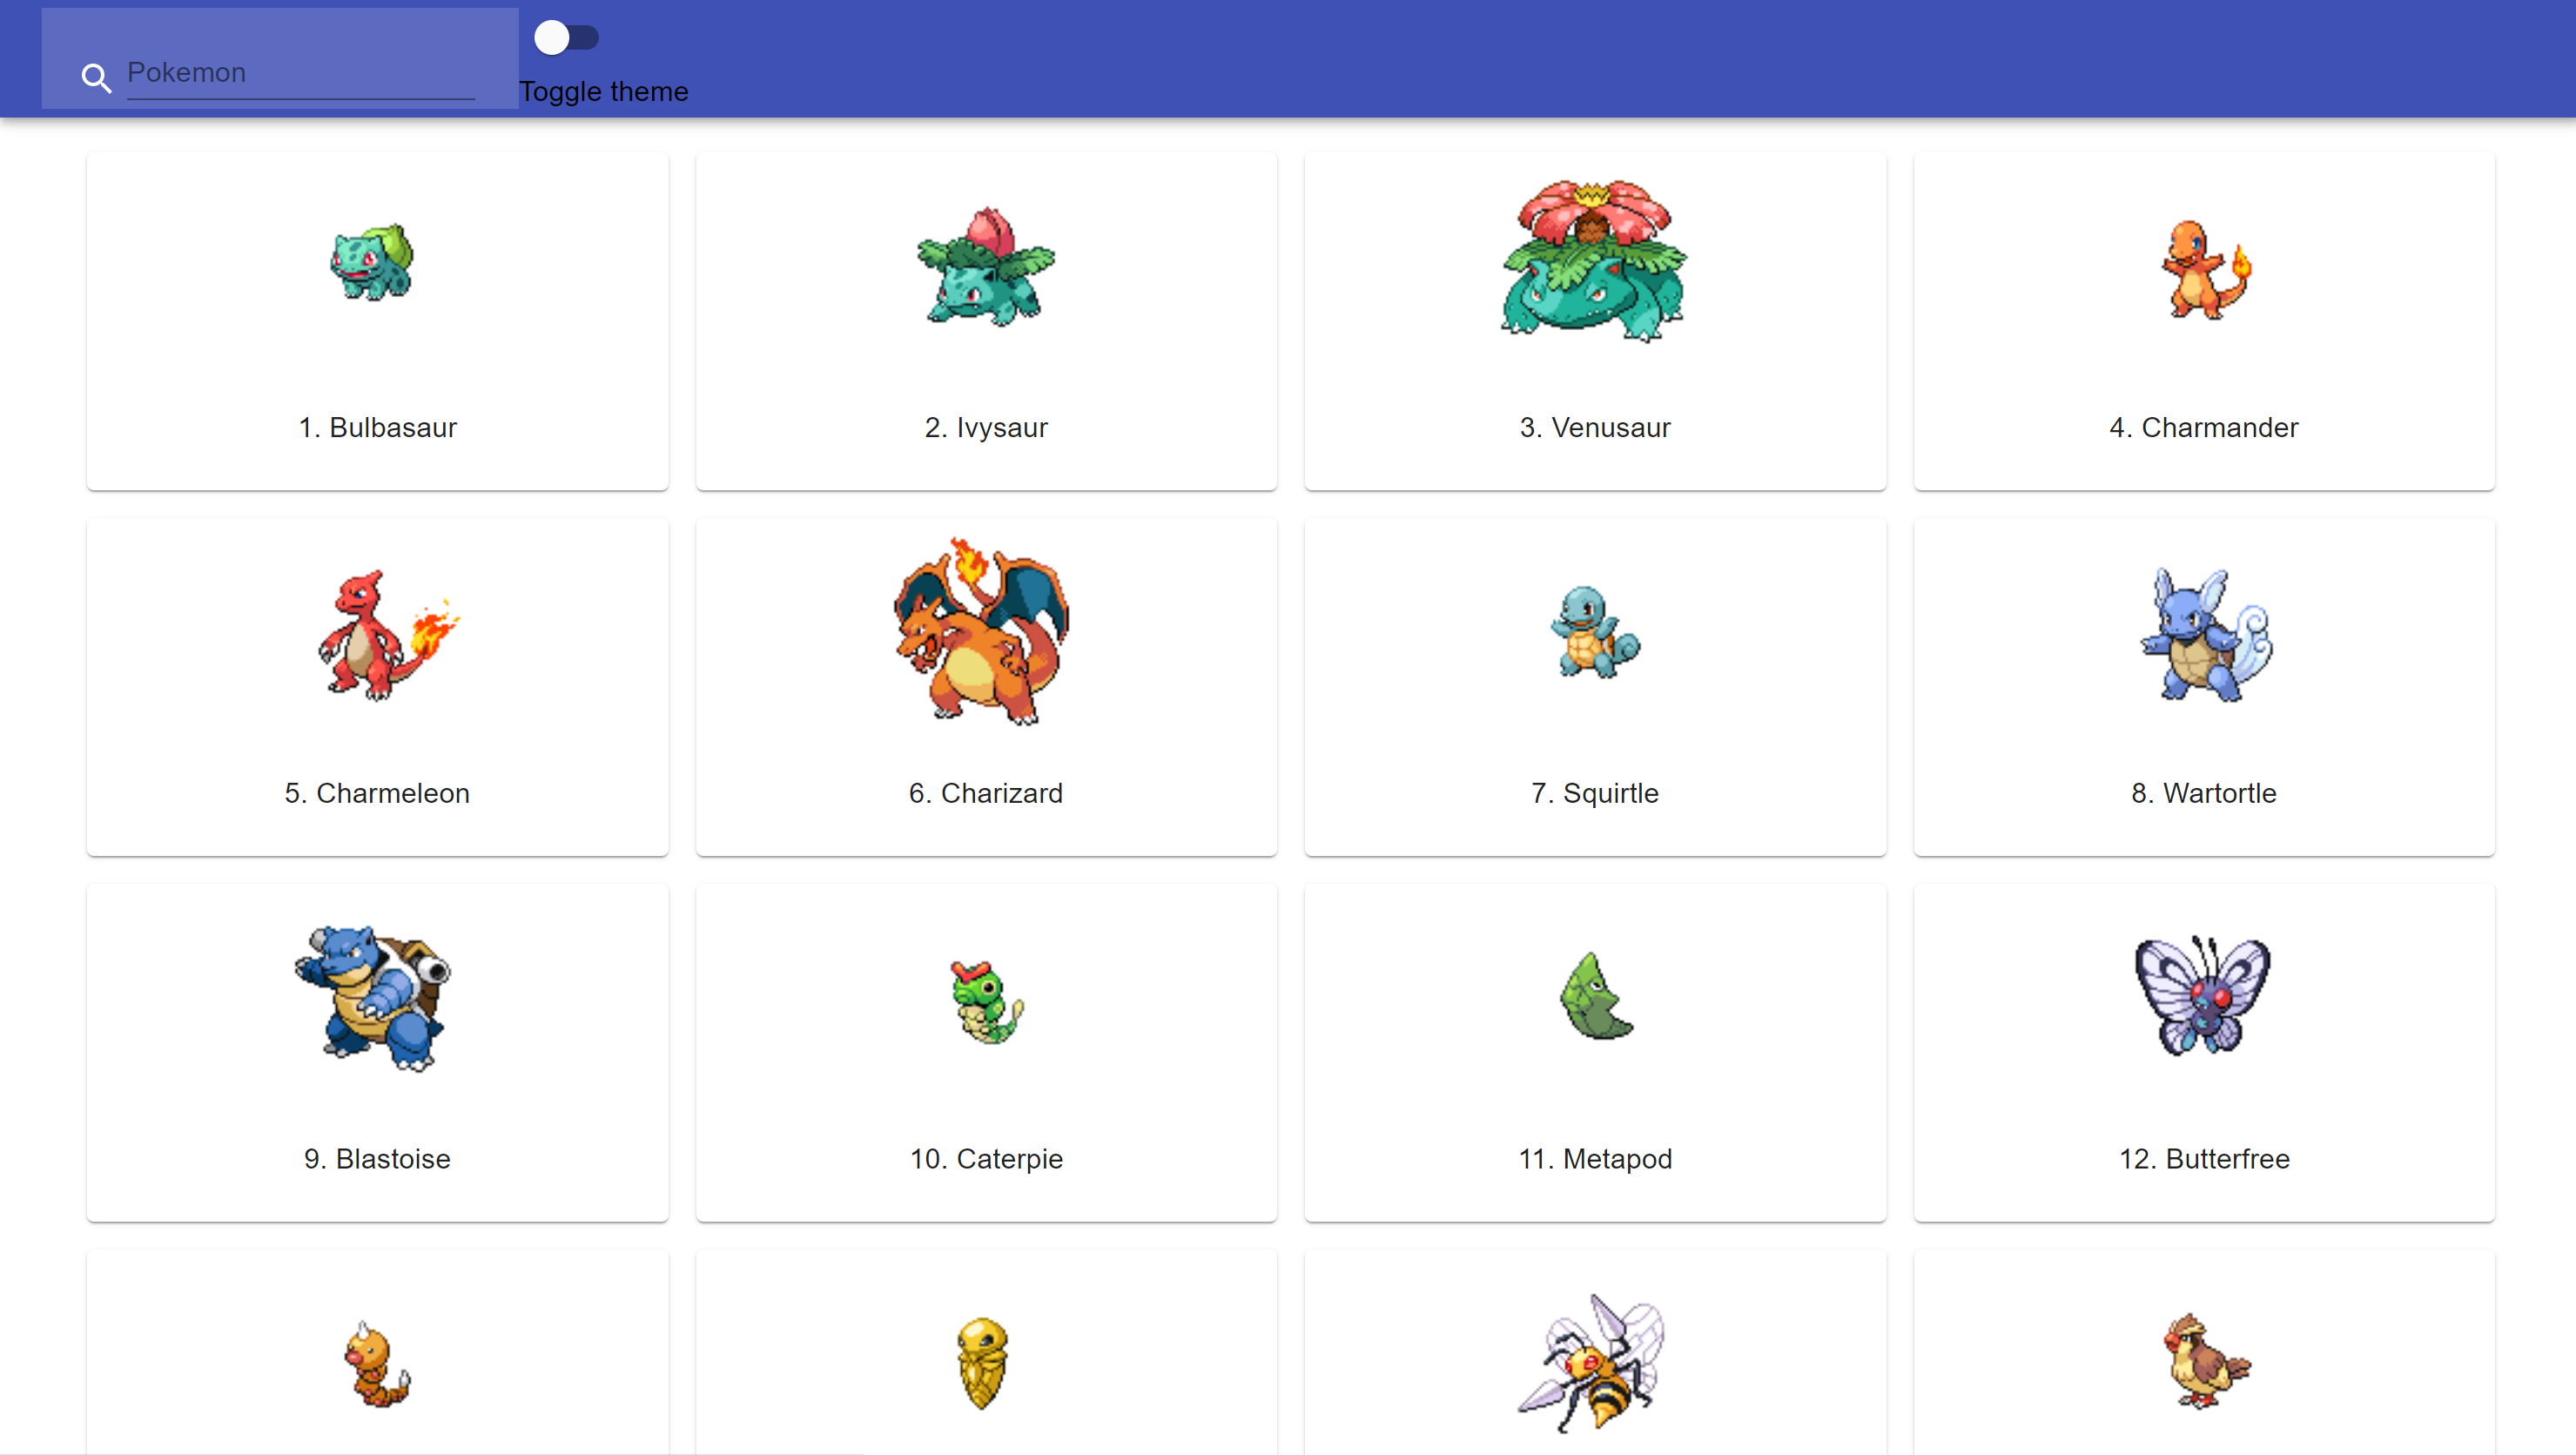 Pokemon
Toggle theme
1. Bulbasaur
2. Ivysaur
3. Venusaur
4. Charmander
5. Charmeleon
6. Charizard
7. Squirtle
8. Wartortle
9. Blastoise
10. Caterpie
11. Metapod
12. Butterfree